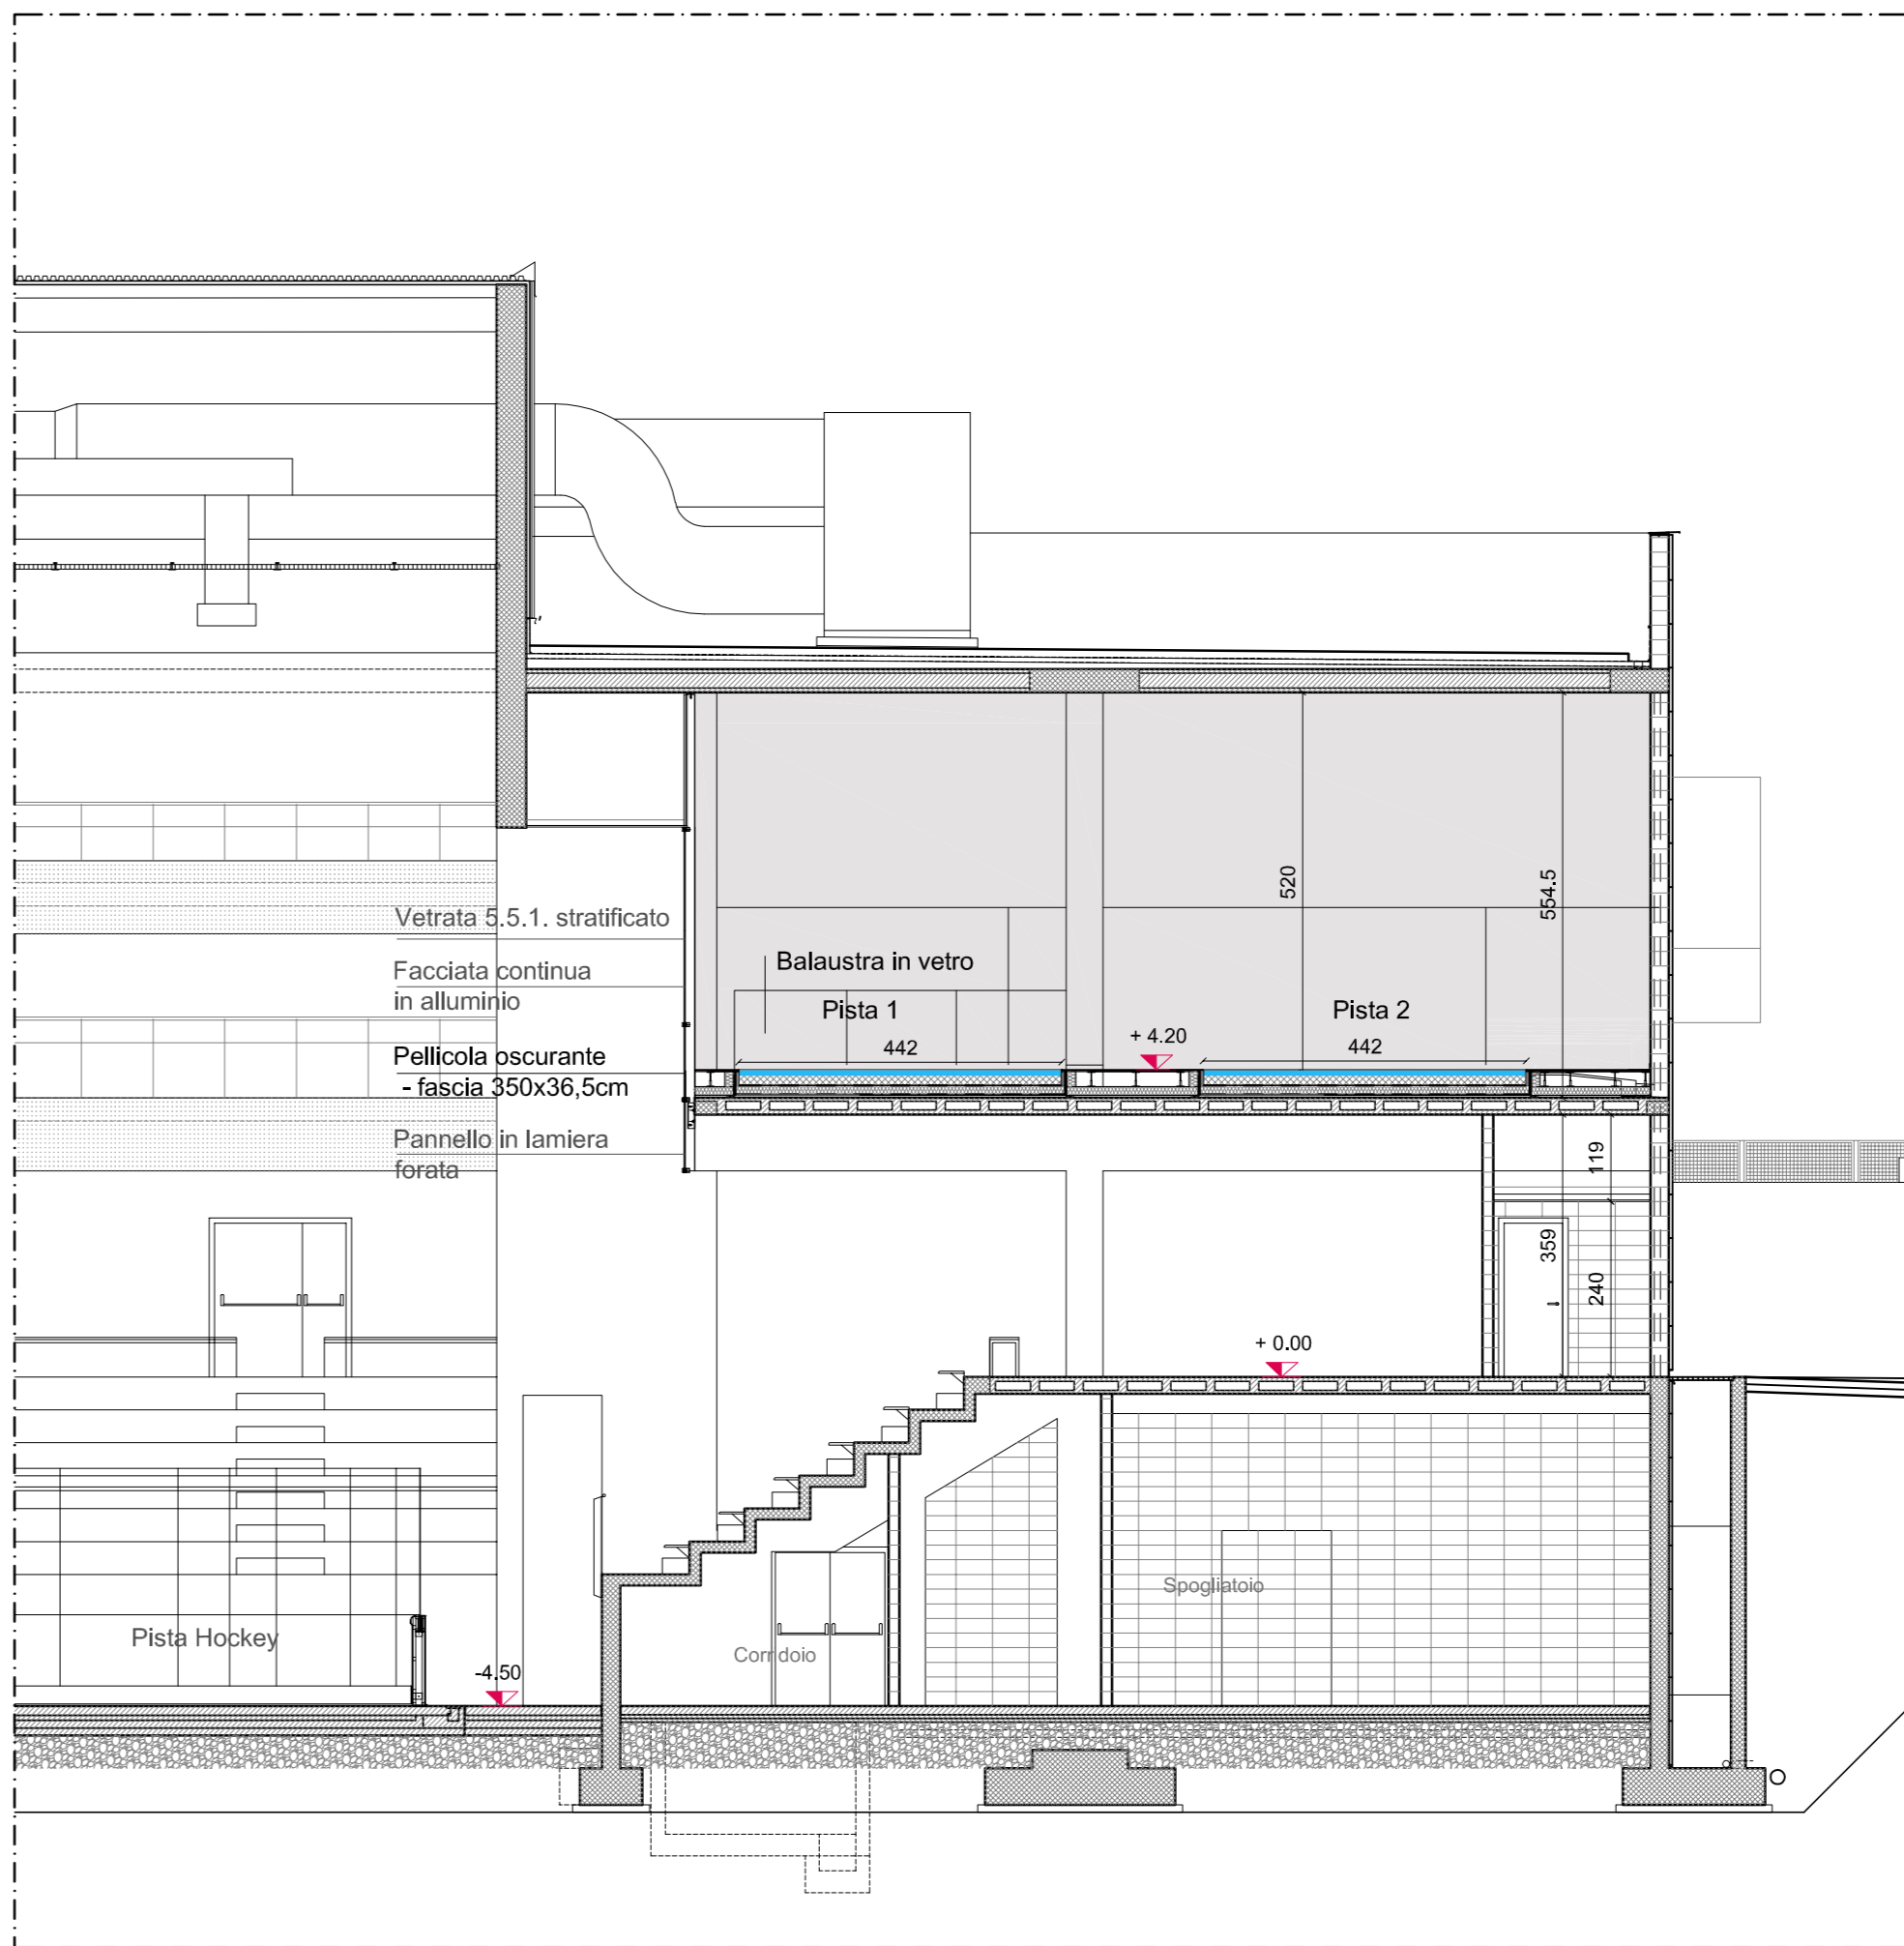 520
554.5
Vetrata 5.5.1. stratificato
Balaustra in vetro
Facciata continua
in alluminio
Pista 1
Pista 2
+ 4.20
442
442
Pellicola oscurante
- fascia 350x36,5cm
Pannello in lamiera
forata
119
359
240
+ 0.00
Spogliatoio
Pista Hockey
Corridoio
-4.50